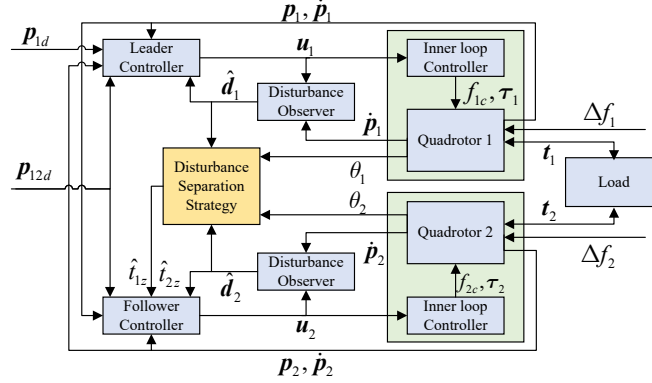 p₁, ṗ₁
p₁d
Leader
Controller
u₁
Inner loop
Controller
d̂₁
Disturbance
Observer
f₁c, τ₁
ṗ₁
Quadrotor 1
Δf₁
t₁
p₁₂d
Disturbance
Separation
Strategy
θ₁
Load
θ₂
t₂
Quadrotor 2
ṗ₂
Δf₂
t̂₁z
t̂₂z
d̂₂
Disturbance
Observer
f₂c, τ₂
Follower
Controller
u₂
Inner loop
Controller
p₂, ṗ₂